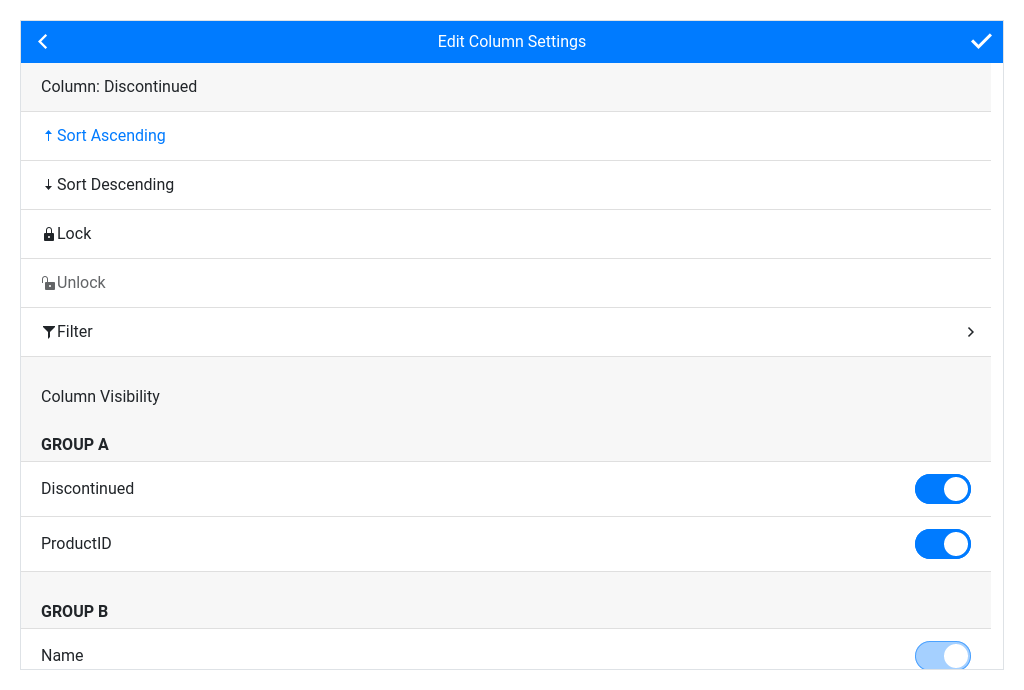 Edit Column Settings
Column: Discontinued
Sort Ascending
Sort Descending
Lock
Unlock
Filter
Column Visibility
GROUP A
Discontinued
ProductID
GROUP B
Name